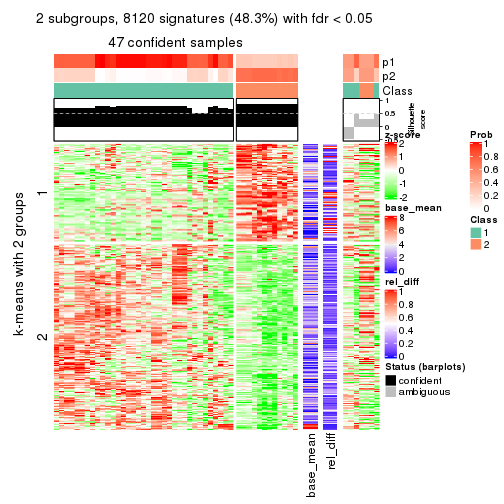 2 subgroups, 8120 signatures (48.3%) with fdr < 0.05
47 confident samples
p1
p2
Class
1
0.5
0
Silhouette
score
k-means with 2 groups
1
2
base_mean
rel_diff
z-score
2
1
0
-1
-2
base_mean
8
6
4
2
0
rel_diff
1
0.8
0.6
0.4
0.2
0
Status (barplots)
confident
ambiguous
Prob
1
0.8
0.6
0.4
0.2
0
Class
1
2